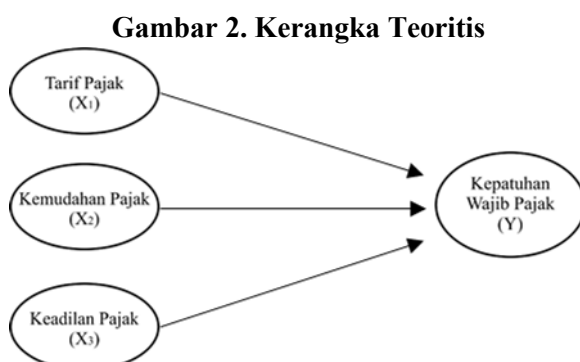 Gambar 2. Kerangka Teoritis
Tarif Pajak
(X1)
Kemudahan Pajak
(X2)
Keadilan Pajak
(X3)
Kepatuhan
Wajib Pajak
(Y)